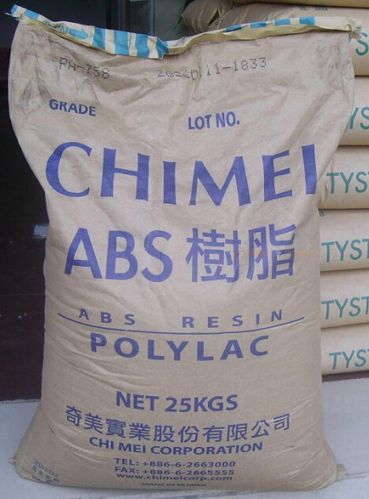 PA-758
GRADE
LOT NO.
CHIMEI
ABS 樹脂
ABS RESIN
POLYLAC
NET 25KGS
奇美實業股份有限公司
CHI MEI CORPORATION
TEL: +886-6-2663000
FAX: +886-6-2665555
www.chimeicorp.com
TYST
TYST
TYST
TYST